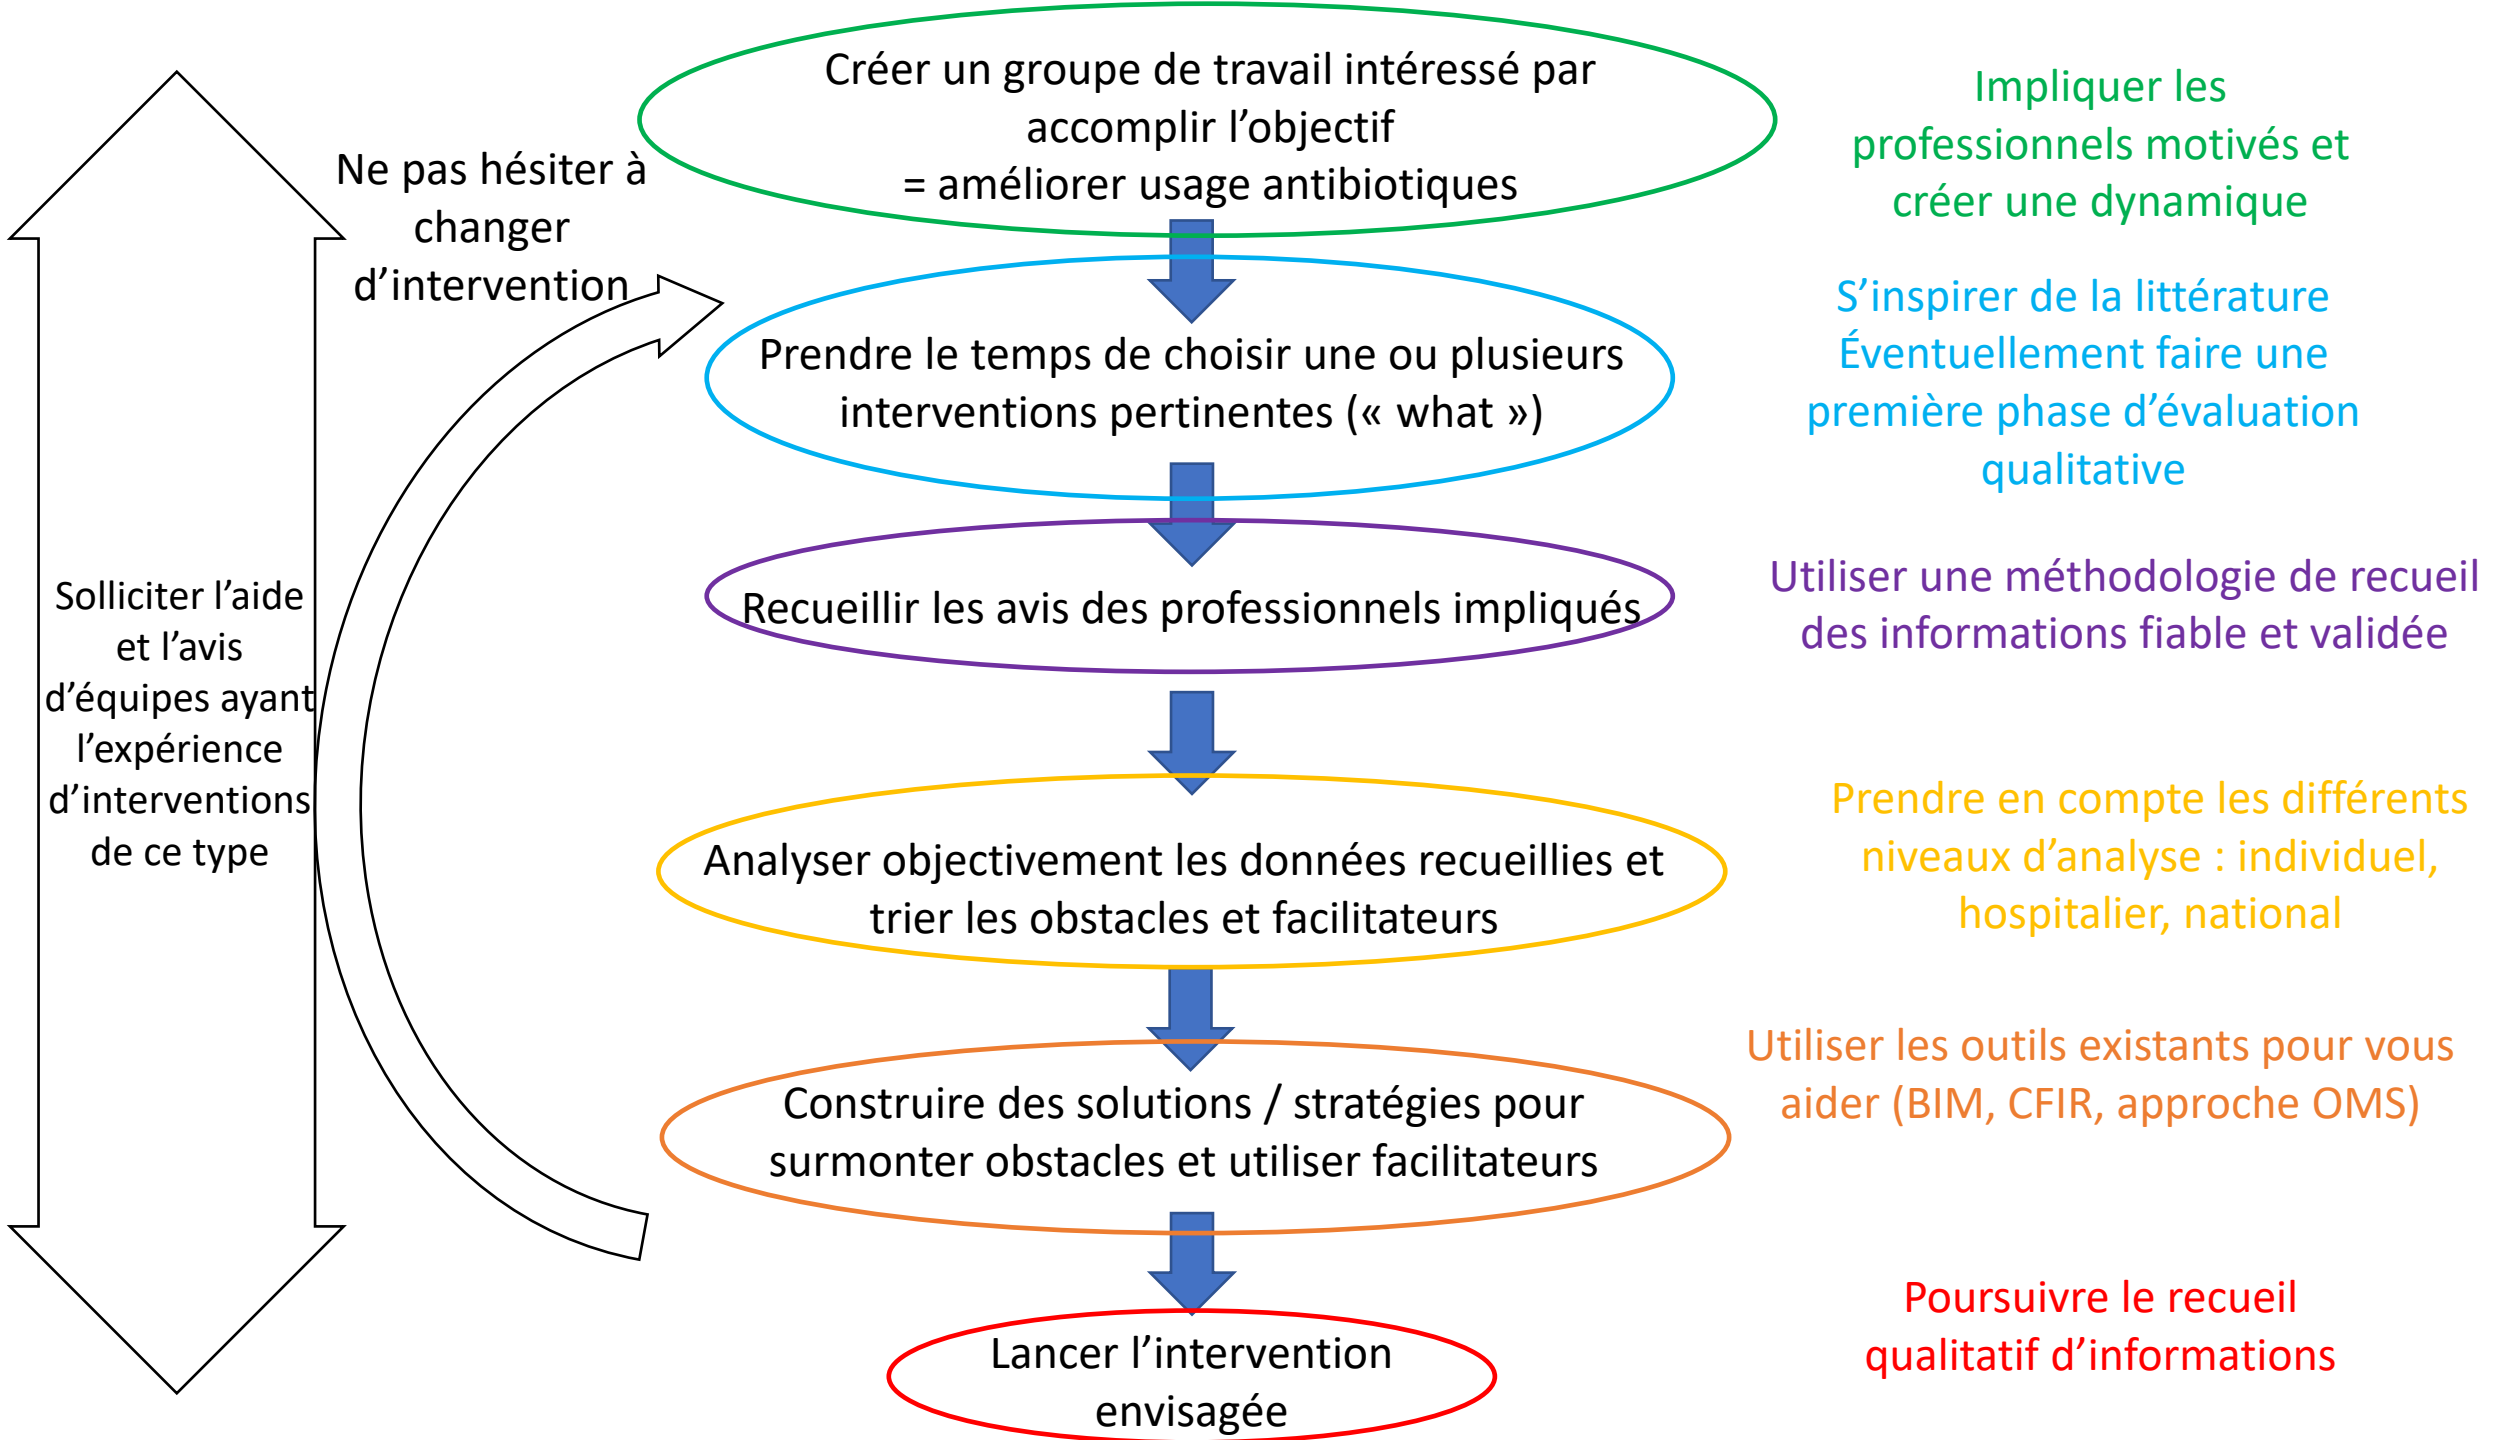 Créer un groupe de travail intéressé par
accomplir l’objectif
= améliorer usage antibiotiques
Impliquer les
professionnels motivés et
créer une dynamique
Ne pas hésiter à
changer
d’intervention
Prendre le temps de choisir une ou plusieurs
interventions pertinentes (« what »)
S’inspirer de la littérature
Éventuellement faire une
première phase d’évaluation
qualitative
Recueillir les avis des professionnels impliqués
Utiliser une méthodologie de recueil
des informations fiable et validée
Solliciter l’aide
et l’avis
d’équipes ayant
l’expérience
d’interventions
de ce type
Analyser objectivement les données recueillies et
trier les obstacles et facilitateurs
Prendre en compte les différents
niveaux d’analyse : individuel,
hospitalier, national
Construire des solutions / stratégies pour
surmonter obstacles et utiliser facilitateurs
Utiliser les outils existants pour vous
aider (BIM, CFIR, approche OMS)
Lancer l’intervention
envisagée
Poursuivre le recueil
qualitatif d’informations